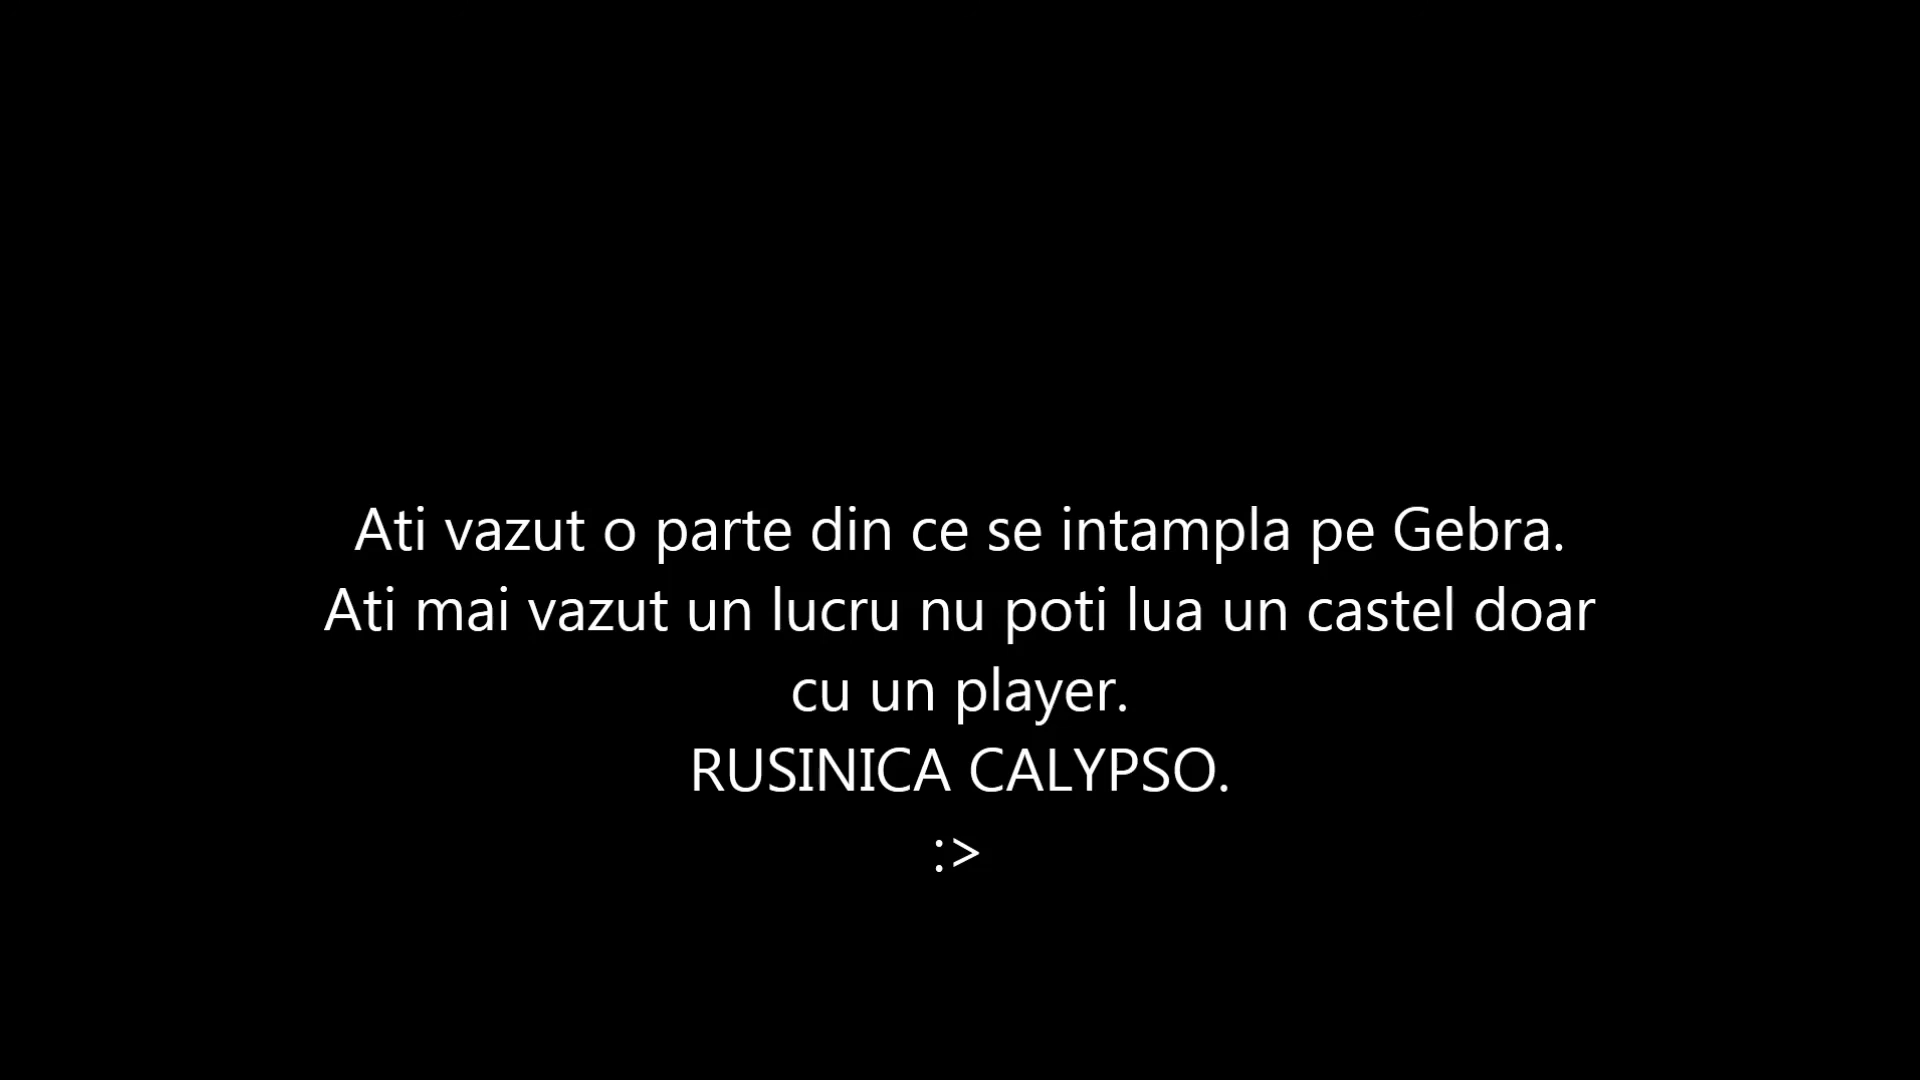 Ati vazut o parte din ce se intampla pe Gebra.
Ati mai vazut un lucru nu poti lua un castel doar
cu un player.
RUSINICA CALYPSO.
:>